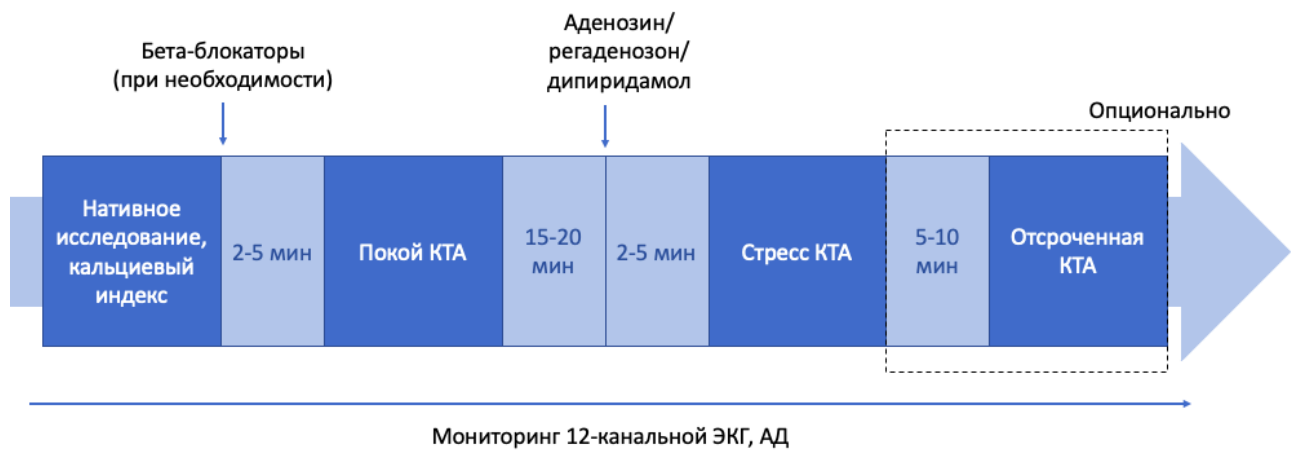 Аденозин/
регаденозон/
дипиридамол
Бета-блокаторы
(при необходимости)
Опционально
Нативное
исследование,
кальциевый
индекс
2-5 мин
Покой КТА
15-20
мин
2-5 мин
Стресс КТА
5-10
мин
Отсроченная
КТА
Мониторинг 12-канальной ЭКГ, АД